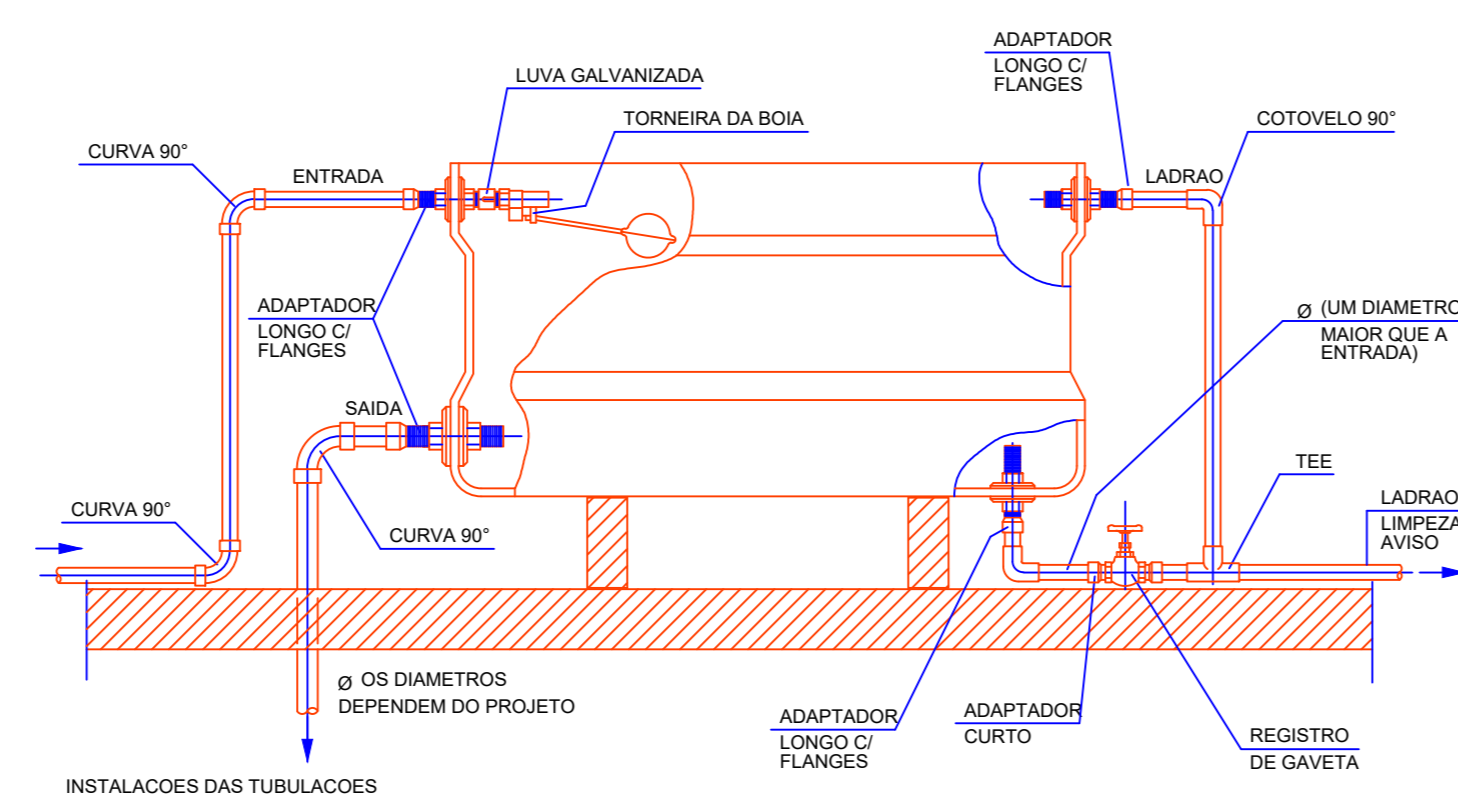 ADAPTADOR
LONGO C/
FLANGES
LUVA GALVANIZADA
TORNEIRA DA BOIA
COTOVELO 90°
CURVA 90°
ENTRADA
LADRAO
ADAPTADOR
LONGO C/
FLANGES
Ø (UM DIAMETRO
MAIOR QUE A
ENTRADA)
SAIDA
TEE
CURVA 90°
CURVA 90°
LADRAO
LIMPEZA
AVISO
Ø OS DIAMETROS
DEPENDEM DO PROJETO
ADAPTADOR
LONGO C/
FLANGES
ADAPTADOR
CURTO
REGISTRO
DE GAVETA
INSTALACOES DAS TUBULACOES